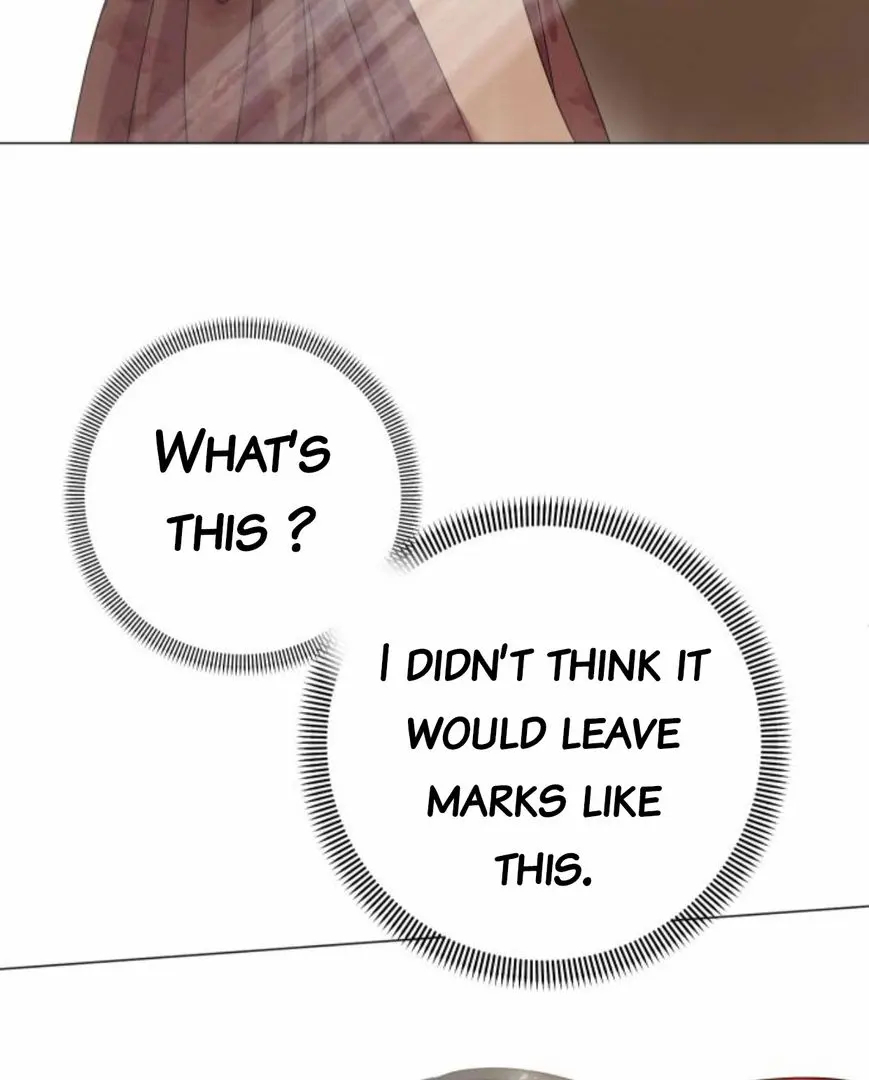 WHAT'S
THIS ?
I DIDN'T THINK IT
WOULD LEAVE
MARKS LIKE
THIS.